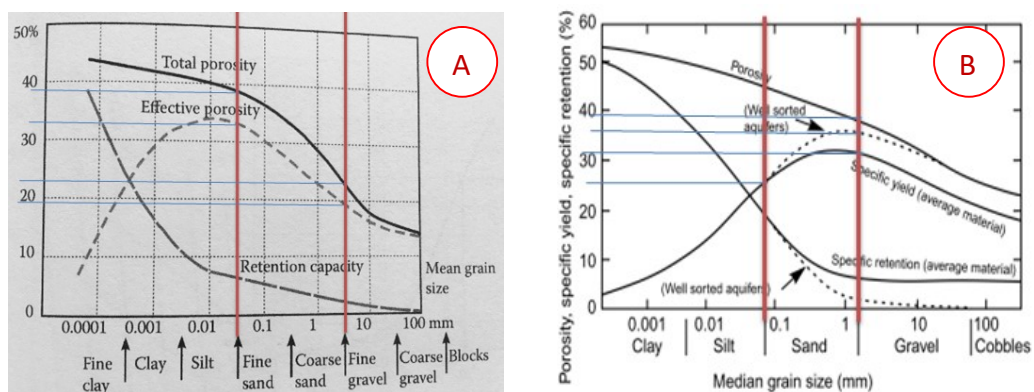 50%
40
30
20
10
0
A
Total porosity
Effective porosity
Retention capacity
Mean grain
size
0.0001 0.001 0.01 0.1 1 10 100 mm
Fine
clay
Clay
Silt
Fine
sand
Coarse
sand
Fine
gravel
Coarse
gravel
Blocks
Porosity, specific yield, specific retention (%)
60
50
40
30
20
10
0
B
Porosity
(Well sorted
aquifers)
Specific yield (average material)
Specific retention (average material)
(Well sorted aquifers)
0.001 0.01 0.1 1 10 100
Clay Silt Sand Gravel Cobbles
Median grain size (mm)